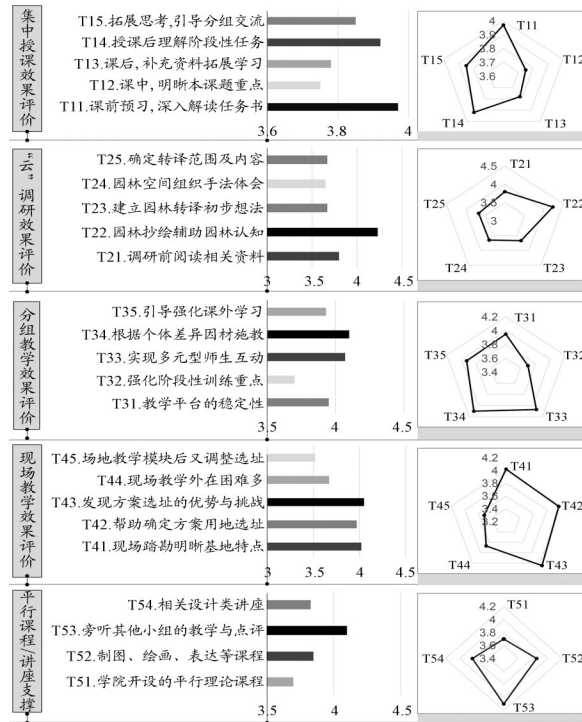 集中授课效果评价
T15.拓展思考,引导分组交流
T14.授课后理解阶段性任务
T13.课后,补充资料拓展学习
T12.课中,明晰本课题重点
T11.课前预习,深入解读任务书
3.6 3.8 4
T11
T12
T13
T14
T15
4
3.9
3.8
3.7
3.6
“云”调研效果评价
T25.确定转译范围及内容
T24.园林空间组织手法体会
T23.建立园林转译初步想法
T22.园林抄绘辅助园林认知
T21.调研前阅读相关资料
3 3.5 4 4.5
T21
T22
T23
T24
T25
4.5
4
3.5
3
分组教学效果评价
T35.引导强化课外学习
T34.根据个体差异因材施教
T33.实现多元型师生互动
T32.强化阶段性训练重点
T31.教学平台的稳定性
3 3.5 4 4.5
T31
T32
T33
T34
T35
4.2
4
3.8
3.6
3.4
现场教学效果评价
T45.场地教学模块后又调整选址
T44.现场教学外在困难多
T43.发现方案选址的优势与挑战
T42.帮助确定方案用地选址
T41.现场踏勘明晰基地特点
3 3.5 4 4.5
T41
T42
T43
T44
T45
4.2
4
3.8
3.6
3.4
3.2
平行课程/讲座支撑
T54.相关设计类讲座
T53.旁听其他小组的教学与点评
T52.制图、绘画、表达等课程
T51.学院开设的平行理论课程
3 3.5 4 4.5
T51
T52
T53
T54
4.2
4
3.8
3.6
3.4